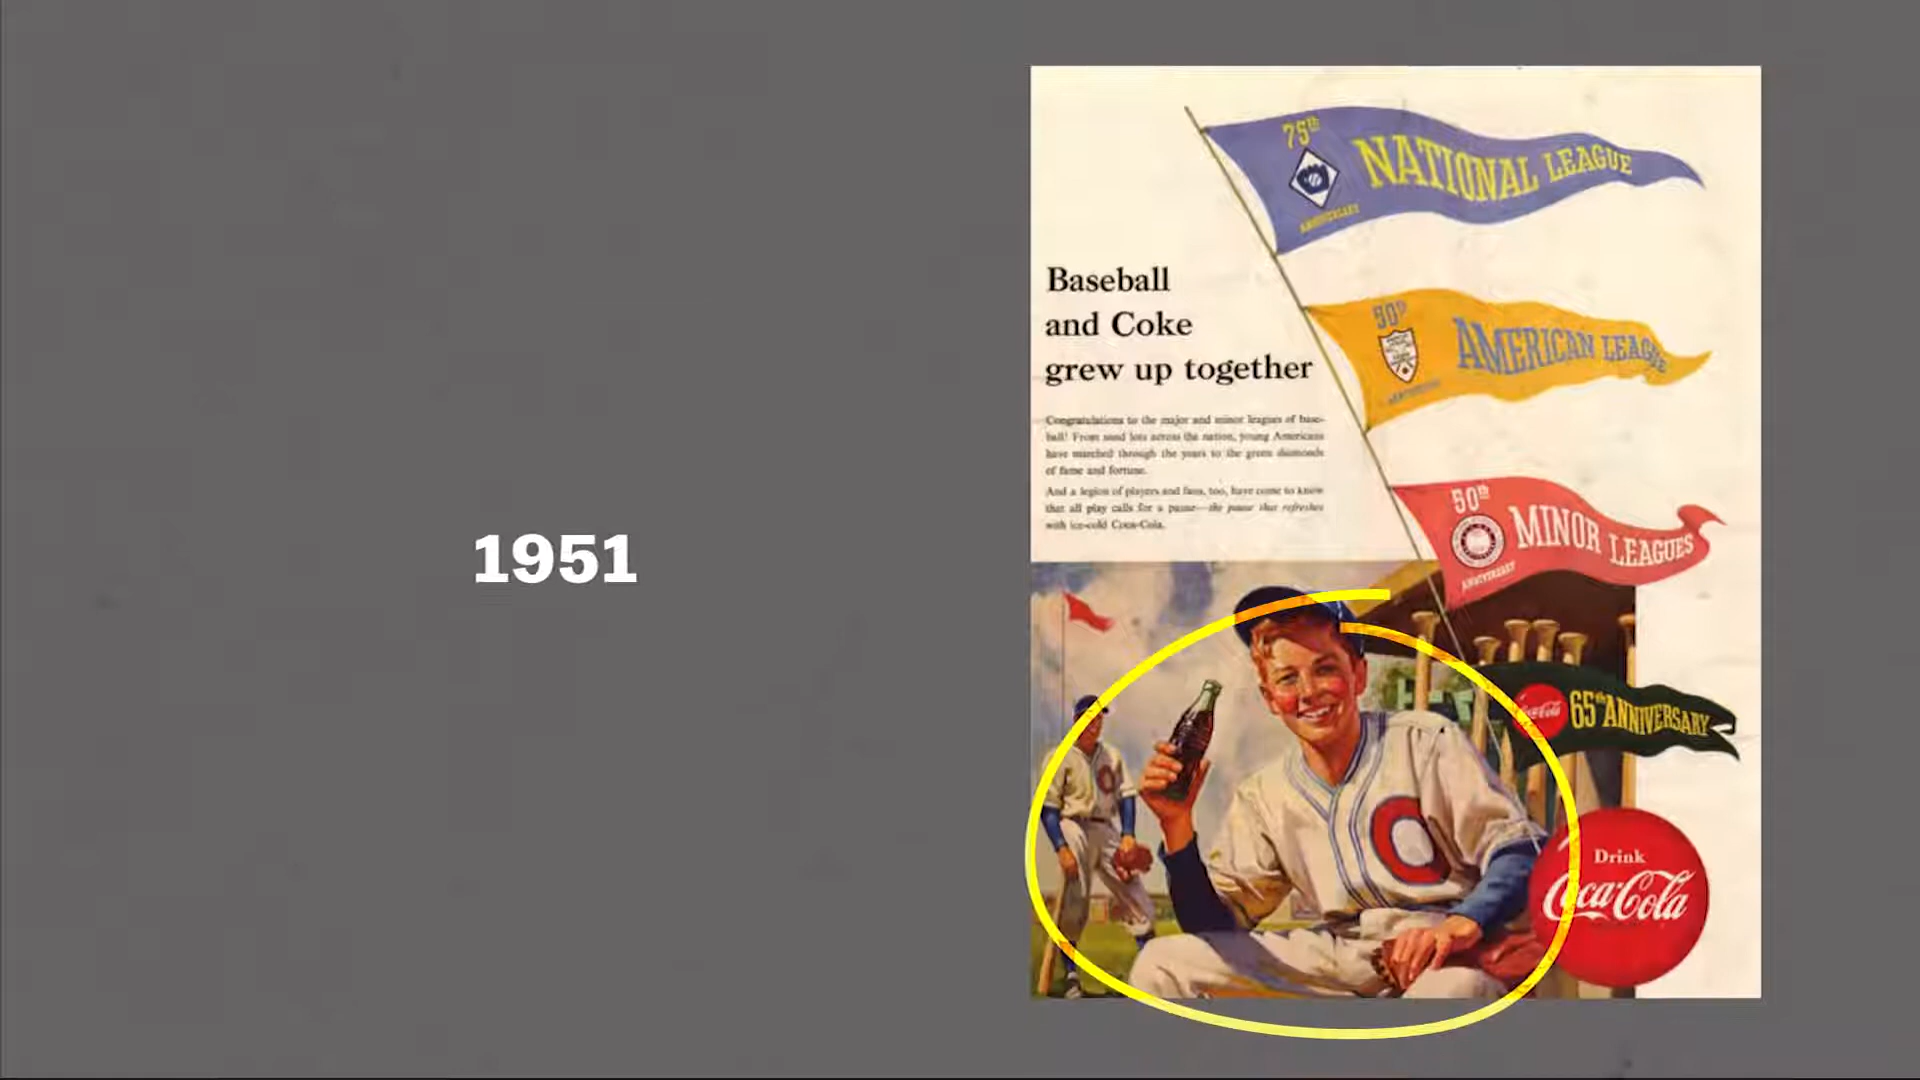 1951
75th
NATIONAL LEAGUE
ANNIVERSARY
Baseball
and Coke
grew up together
50th
AMERICAN LEAGUE
ANNIVERSARY
Congratulations to the major and minor leagues of base-
ball! From sand lots across the nation, young Americans
have marched through the years to the green diamonds
of fame and fortune.
And a legion of players and fans, too, have come to know
that all play calls for a pause—the pause that refreshes
with ice-cold Coca-Cola.
50th
MINOR LEAGUES
ANNIVERSARY
Coca-Cola
65th ANNIVERSARY
C
Drink
Coca-Cola